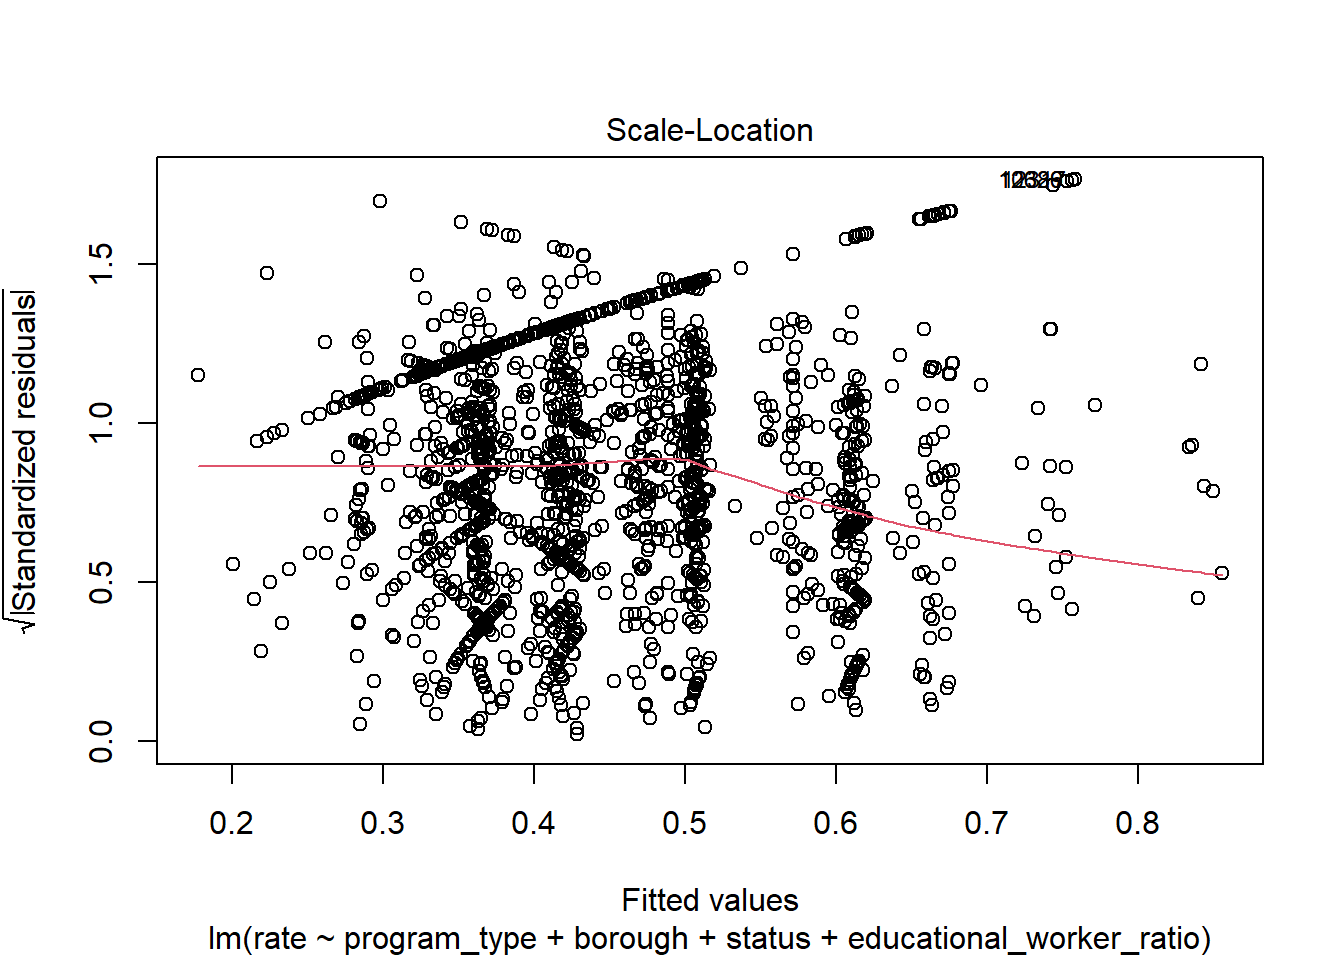 Scale-Location
√|Standardized residuals|
1.5
1.0
0.5
0.0
0.2 0.3 0.4 0.5 0.6 0.7 0.8
Fitted values
lm(rate ~ program_type + borough + status + educational_worker_ratio)